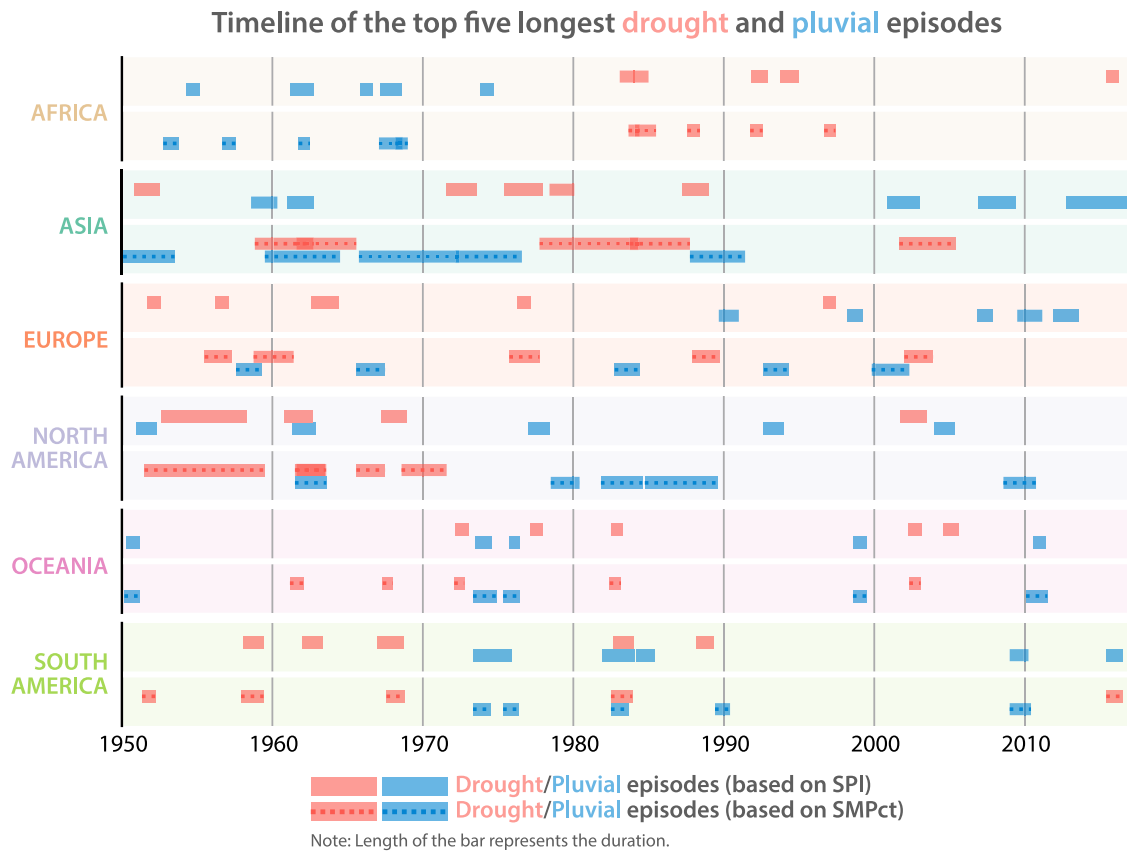 Timeline of the top five longest drought and pluvial episodes
AFRICA
ASIA
EUROPE
NORTH
AMERICA
OCEANIA
SOUTH
AMERICA
1950 1960 1970 1980 1990 2000 2010
Drought/Pluvial episodes (based on SPI)
Drought/Pluvial episodes (based on SMPct)
Note: Length of the bar represents the duration.